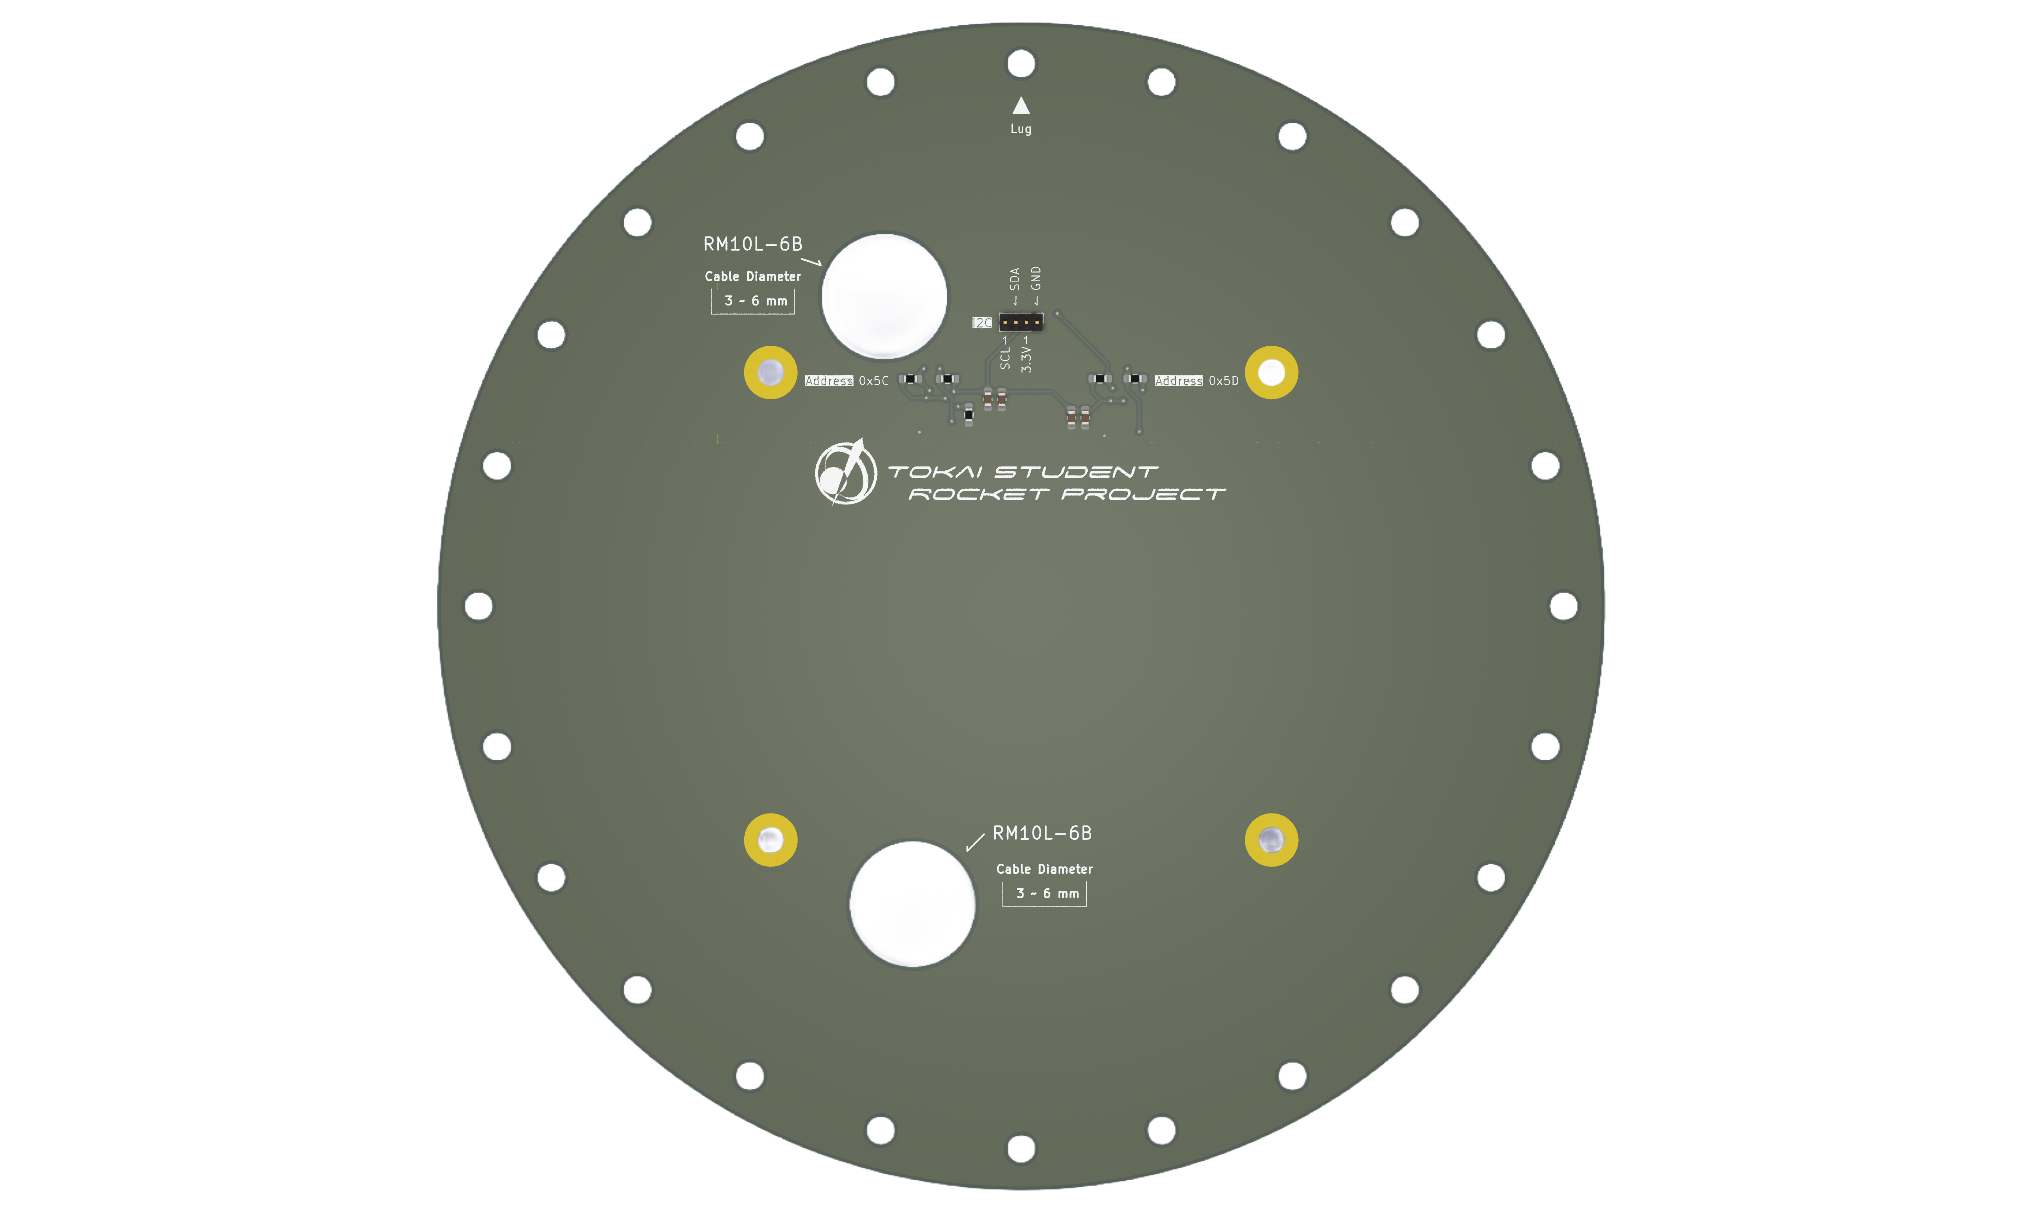 Lug
RM10L-6B
Cable Diameter
3 ~ 6 mm
SDA
GND
I2C
SCL
3.3V
Address 0x5C
Address 0x5D
TOKAI STUDENT
ROCKET PROJECT
RM10L-6B
Cable Diameter
3 ~ 6 mm